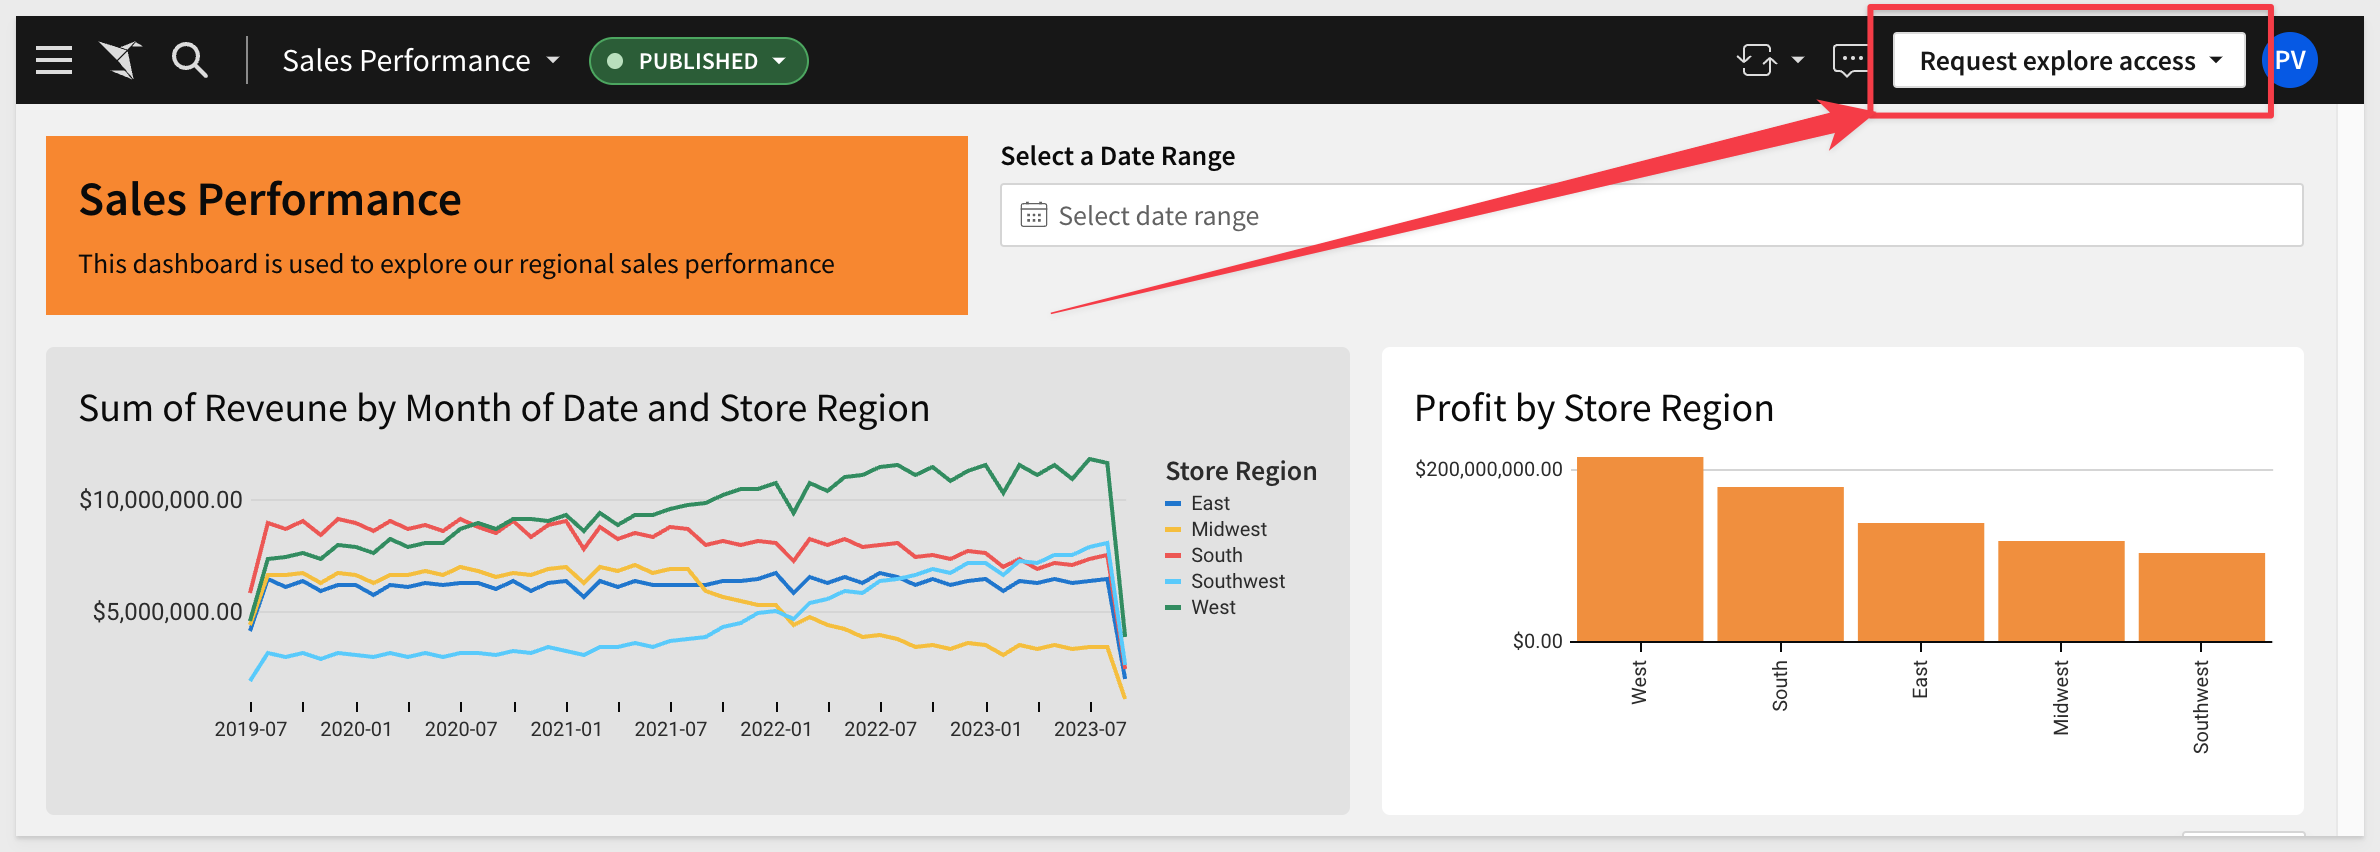 Sales Performance
PUBLISHED
Request explore access
PV
Sales Performance
This dashboard is used to explore our regional sales performance
Select a Date Range
Select date range
Sum of Reveune by Month of Date and Store Region
$10,000,000.00
$5,000,000.00
2019-07 2020-01 2020-07 2021-01 2021-07 2022-01 2022-07 2023-01 2023-07
Store Region
East
Midwest
South
Southwest
West
Profit by Store Region
$200,000,000.00
$0.00
West
South
East
Midwest
Southwest